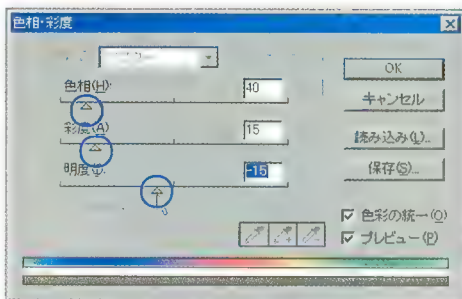 色相・彩度
OK
色相(H): 40
キャンセル
彩度(A) 15
読み込み(L)...
明度(I): -15
保存(S)...
色彩の統一(O)
プレビュー(P)